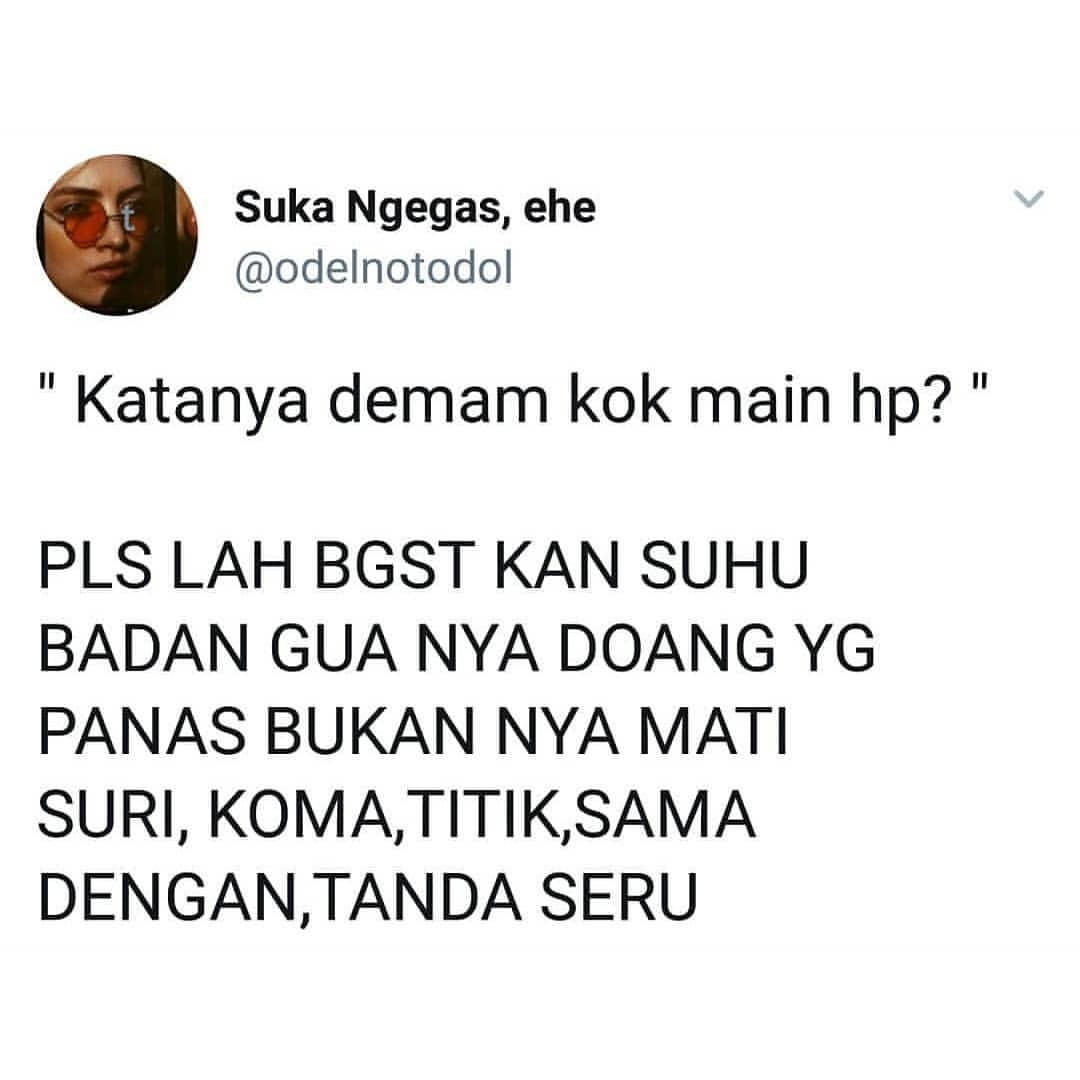 Suka Ngegas, ehe
@odelnotodol
" Katanya demam kok main hp? "
PLS LAH BGST KAN SUHU
BADAN GUA NYA DOANG YG
PANAS BUKAN NYA MATI
SURI, KOMA,TITIK,SAMA
DENGAN,TANDA SERU
t